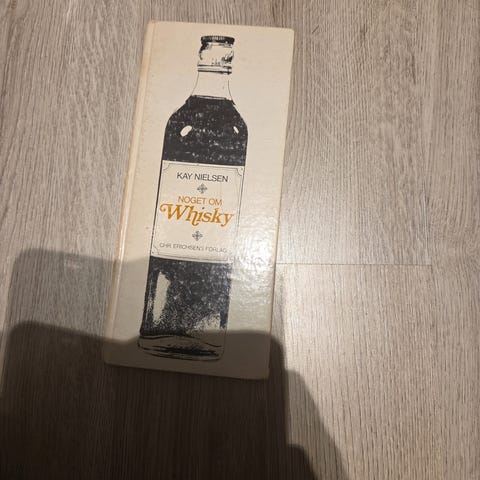 KAY NIELSEN
NOGET OM
Whisky
CHR. ERICHSENS FORLAG